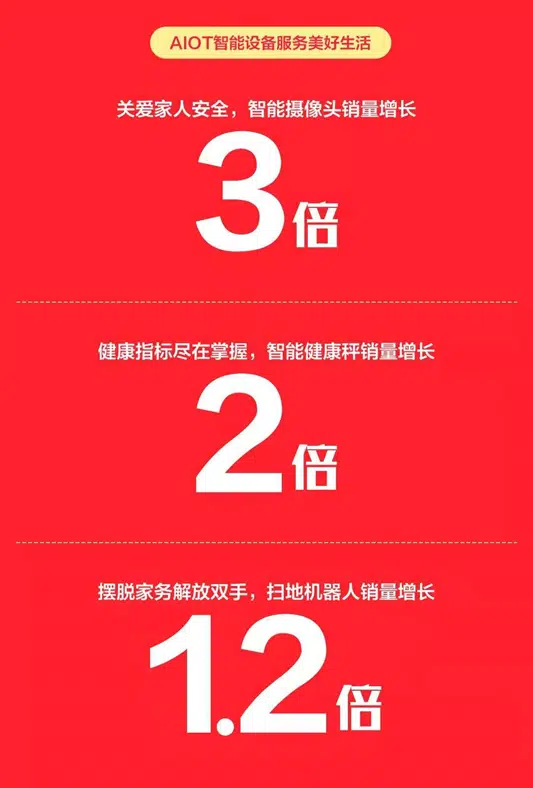 AIOT智能设备服务美好生活
关爱家人安全，智能摄像头销量增长
3倍
健康指标尽在掌握，智能健康秤销量增长
2倍
摆脱家务解放双手，扫地机器人销量增长
1.2倍